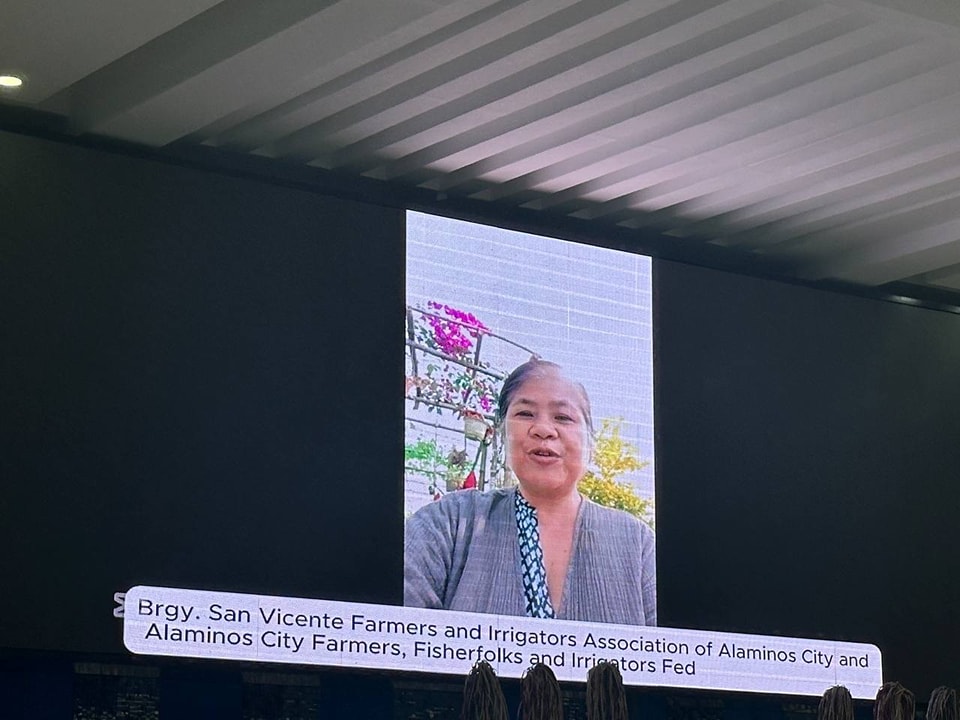 Brgy. San Vicente Farmers and Irrigators Association of Alaminos City and
Alaminos City Farmers, Fisherfolks and Irrigators Fed